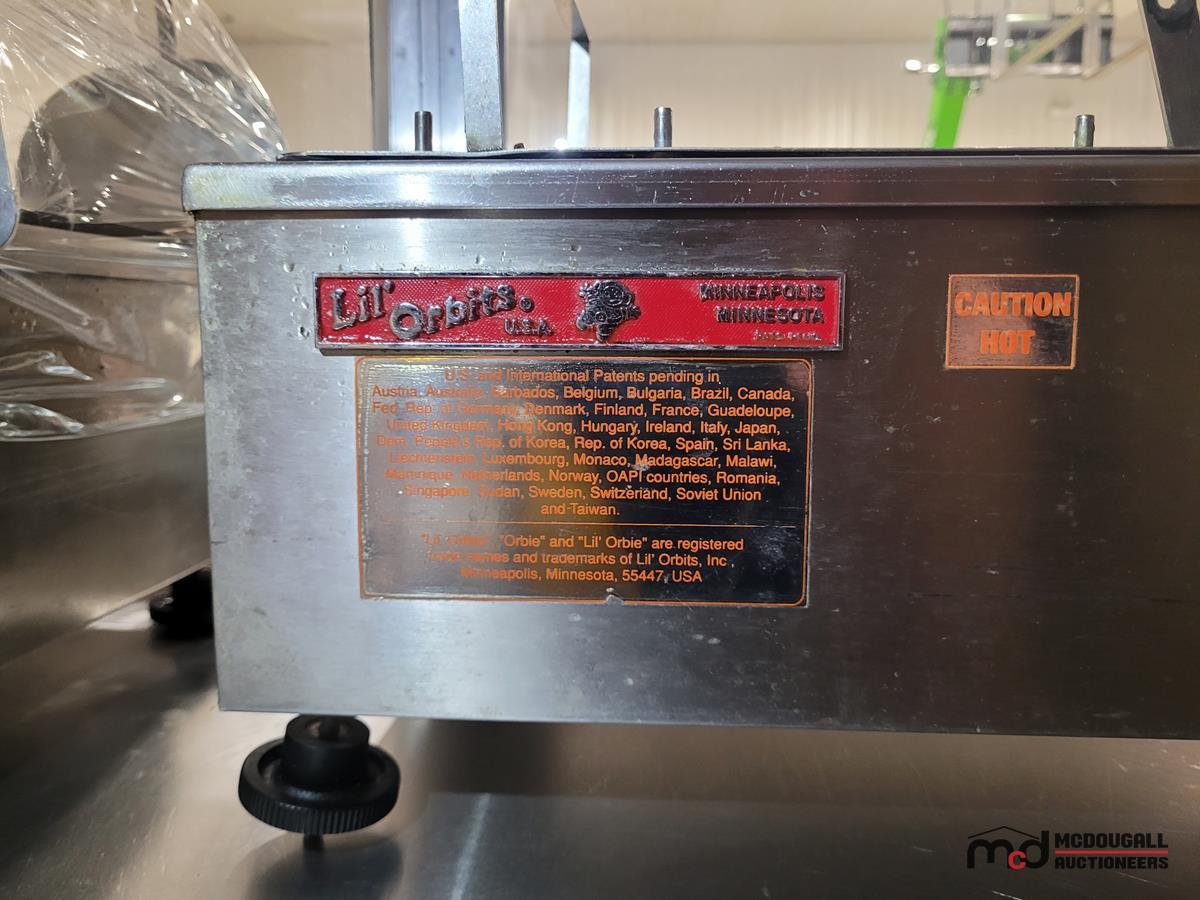 Lil' Orbits.
U.S.A.
MINNEAPOLIS
MINNESOTA
CAUTION
HOT
U.S. and International Patents pending in
Austria, Australia, Barbados, Belgium, Bulgaria, Brazil, Canada,
Fed. Rep. of Germany, Denmark, Finland, France, Guadeloupe,
United Kingdom, Hong Kong, Hungary, Ireland, Italy, Japan,
Dem. People's Rep. of Korea, Rep. of Korea, Spain, Sri Lanka,
Liechtenstein, Luxembourg, Monaco, Madagascar, Malawi,
Martinique, Netherlands, Norway, OAPI countries, Romania,
Singapore, Sudan, Sweden, Switzerland, Soviet Union
and Taiwan.
"Lil' Orbits", "Orbie" and "Lil' Orbie" are registered
trade names and trademarks of Lil' Orbits, Inc.,
Minneapolis, Minnesota, 55447, USA
mcd MCDOUGALL
AUCTIONEERS